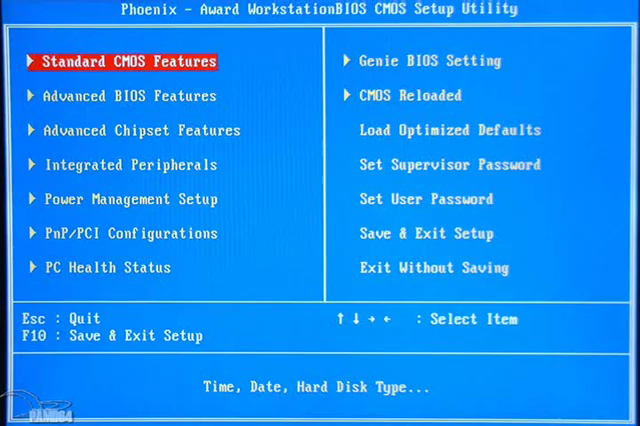 Phoenix - Award WorkstationBIOS CMOS Setup Utility
Standard CMOS Features
Advanced BIOS Features
Advanced Chipset Features
Integrated Peripherals
Power Management Setup
PnP/PCI Configurations
PC Health Status
Genie BIOS Setting
CMOS Reloaded
Load Optimized Defaults
Set Supervisor Password
Set User Password
Save & Exit Setup
Exit Without Saving
Esc : Quit
F10 : Save & Exit Setup
↑ ↓ → ← : Select Item
Time, Date, Hard Disk Type...